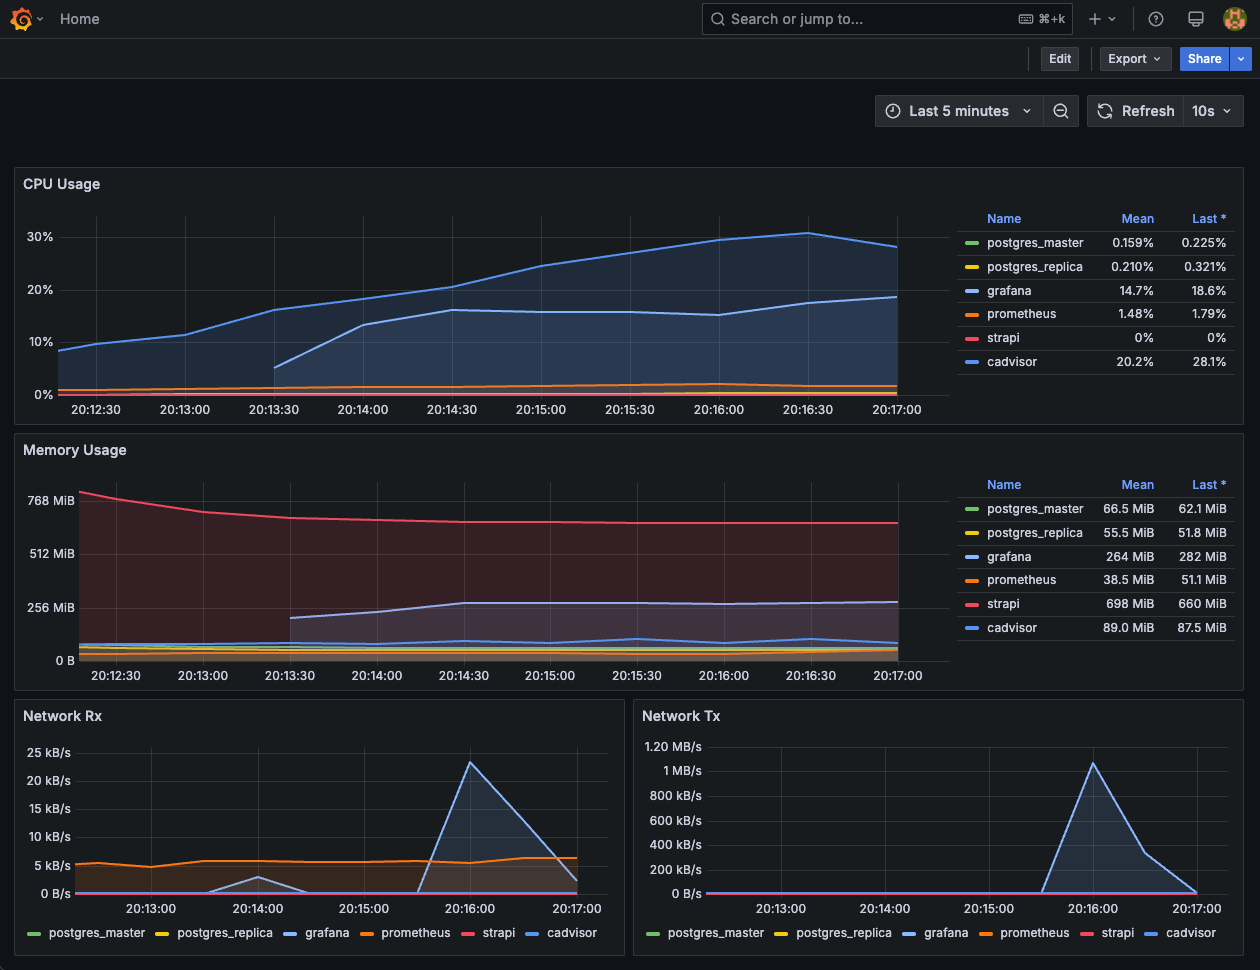 Home
Search or jump to...
⌘+k
Edit
Export
Share
Last 5 minutes
Refresh
10s
CPU Usage
30%
20%
10%
0%
20:12:30 20:13:00 20:13:30 20:14:00 20:14:30 20:15:00 20:15:30 20:16:00 20:16:30 20:17:00
Name Mean Last *
postgres_master 0.159% 0.225%
postgres_replica 0.210% 0.321%
grafana 14.7% 18.6%
prometheus 1.48% 1.79%
strapi 0% 0%
cadvisor 20.2% 28.1%
Memory Usage
768 MiB
512 MiB
256 MiB
0 B
20:12:30 20:13:00 20:13:30 20:14:00 20:14:30 20:15:00 20:15:30 20:16:00 20:16:30 20:17:00
Name Mean Last *
postgres_master 66.5 MiB 62.1 MiB
postgres_replica 55.5 MiB 51.8 MiB
grafana 264 MiB 282 MiB
prometheus 38.5 MiB 51.1 MiB
strapi 698 MiB 660 MiB
cadvisor 89.0 MiB 87.5 MiB
Network Rx
25 kB/s
20 kB/s
15 kB/s
10 kB/s
5 kB/s
0 B/s
20:13:00 20:14:00 20:15:00 20:16:00 20:17:00
postgres_master postgres_replica grafana prometheus strapi cadvisor
Network Tx
1.20 MB/s
1 MB/s
800 kB/s
600 kB/s
400 kB/s
200 kB/s
0 B/s
20:13:00 20:14:00 20:15:00 20:16:00 20:17:00
postgres_master postgres_replica grafana prometheus strapi cadvisor